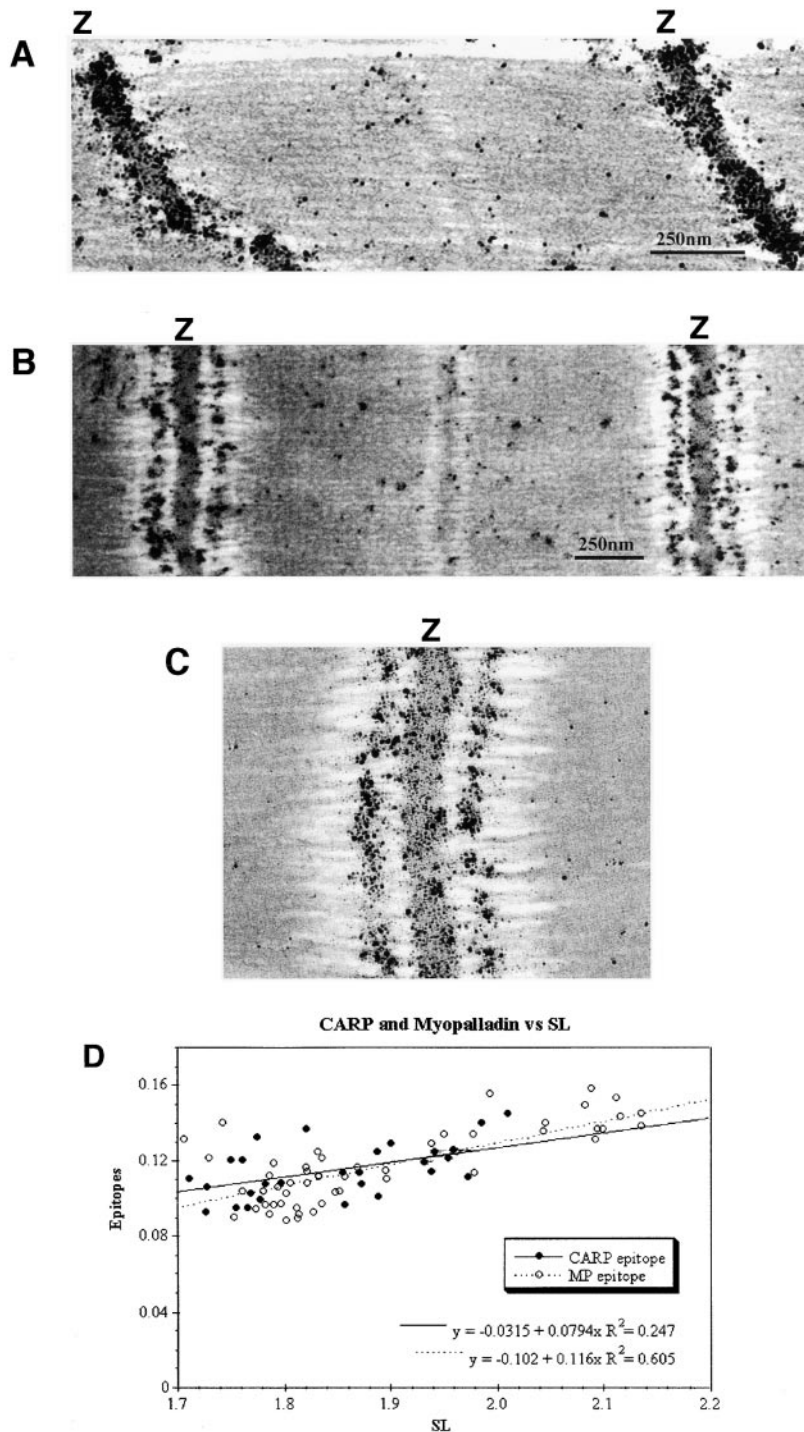 Z Z
A
250nm
Z Z
B
250nm
Z
C
CARP and Myopalladin vs SL
D
0.16
0.12
Epitopes
0.08
CARP epitope
MP epitope
0.04
y = -0.0315 + 0.0794x R² = 0.247
y = -0.102 + 0.116x R² = 0.605
0
1.7 1.8 1.9 2.0 2.1 2.2
SL